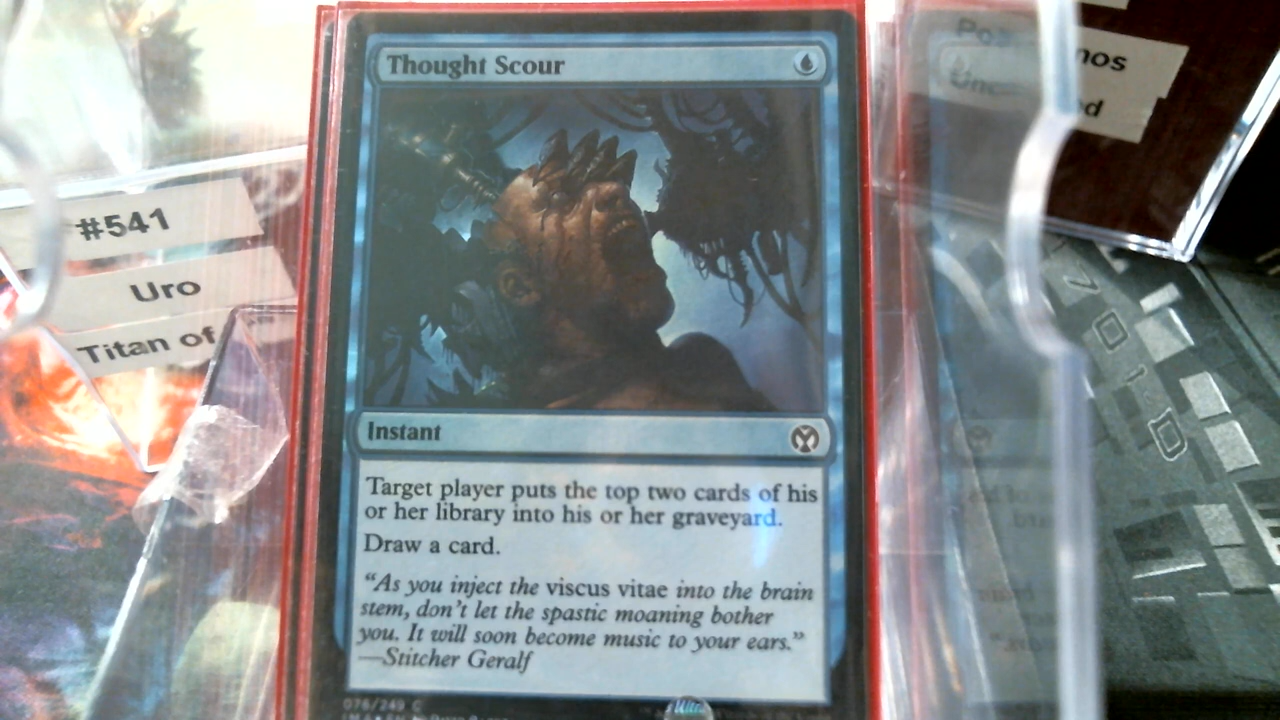 Thought Scour
#541
Uro
Titan of
Instant
Target player puts the top two cards of his
or her library into his or her graveyard.
Draw a card.
“As you inject the viscus vitae into the brain
stem, don’t let the spastic moaning bother
you. It will soon become music to your ears.”
—Stitcher Geralf
076/249 C